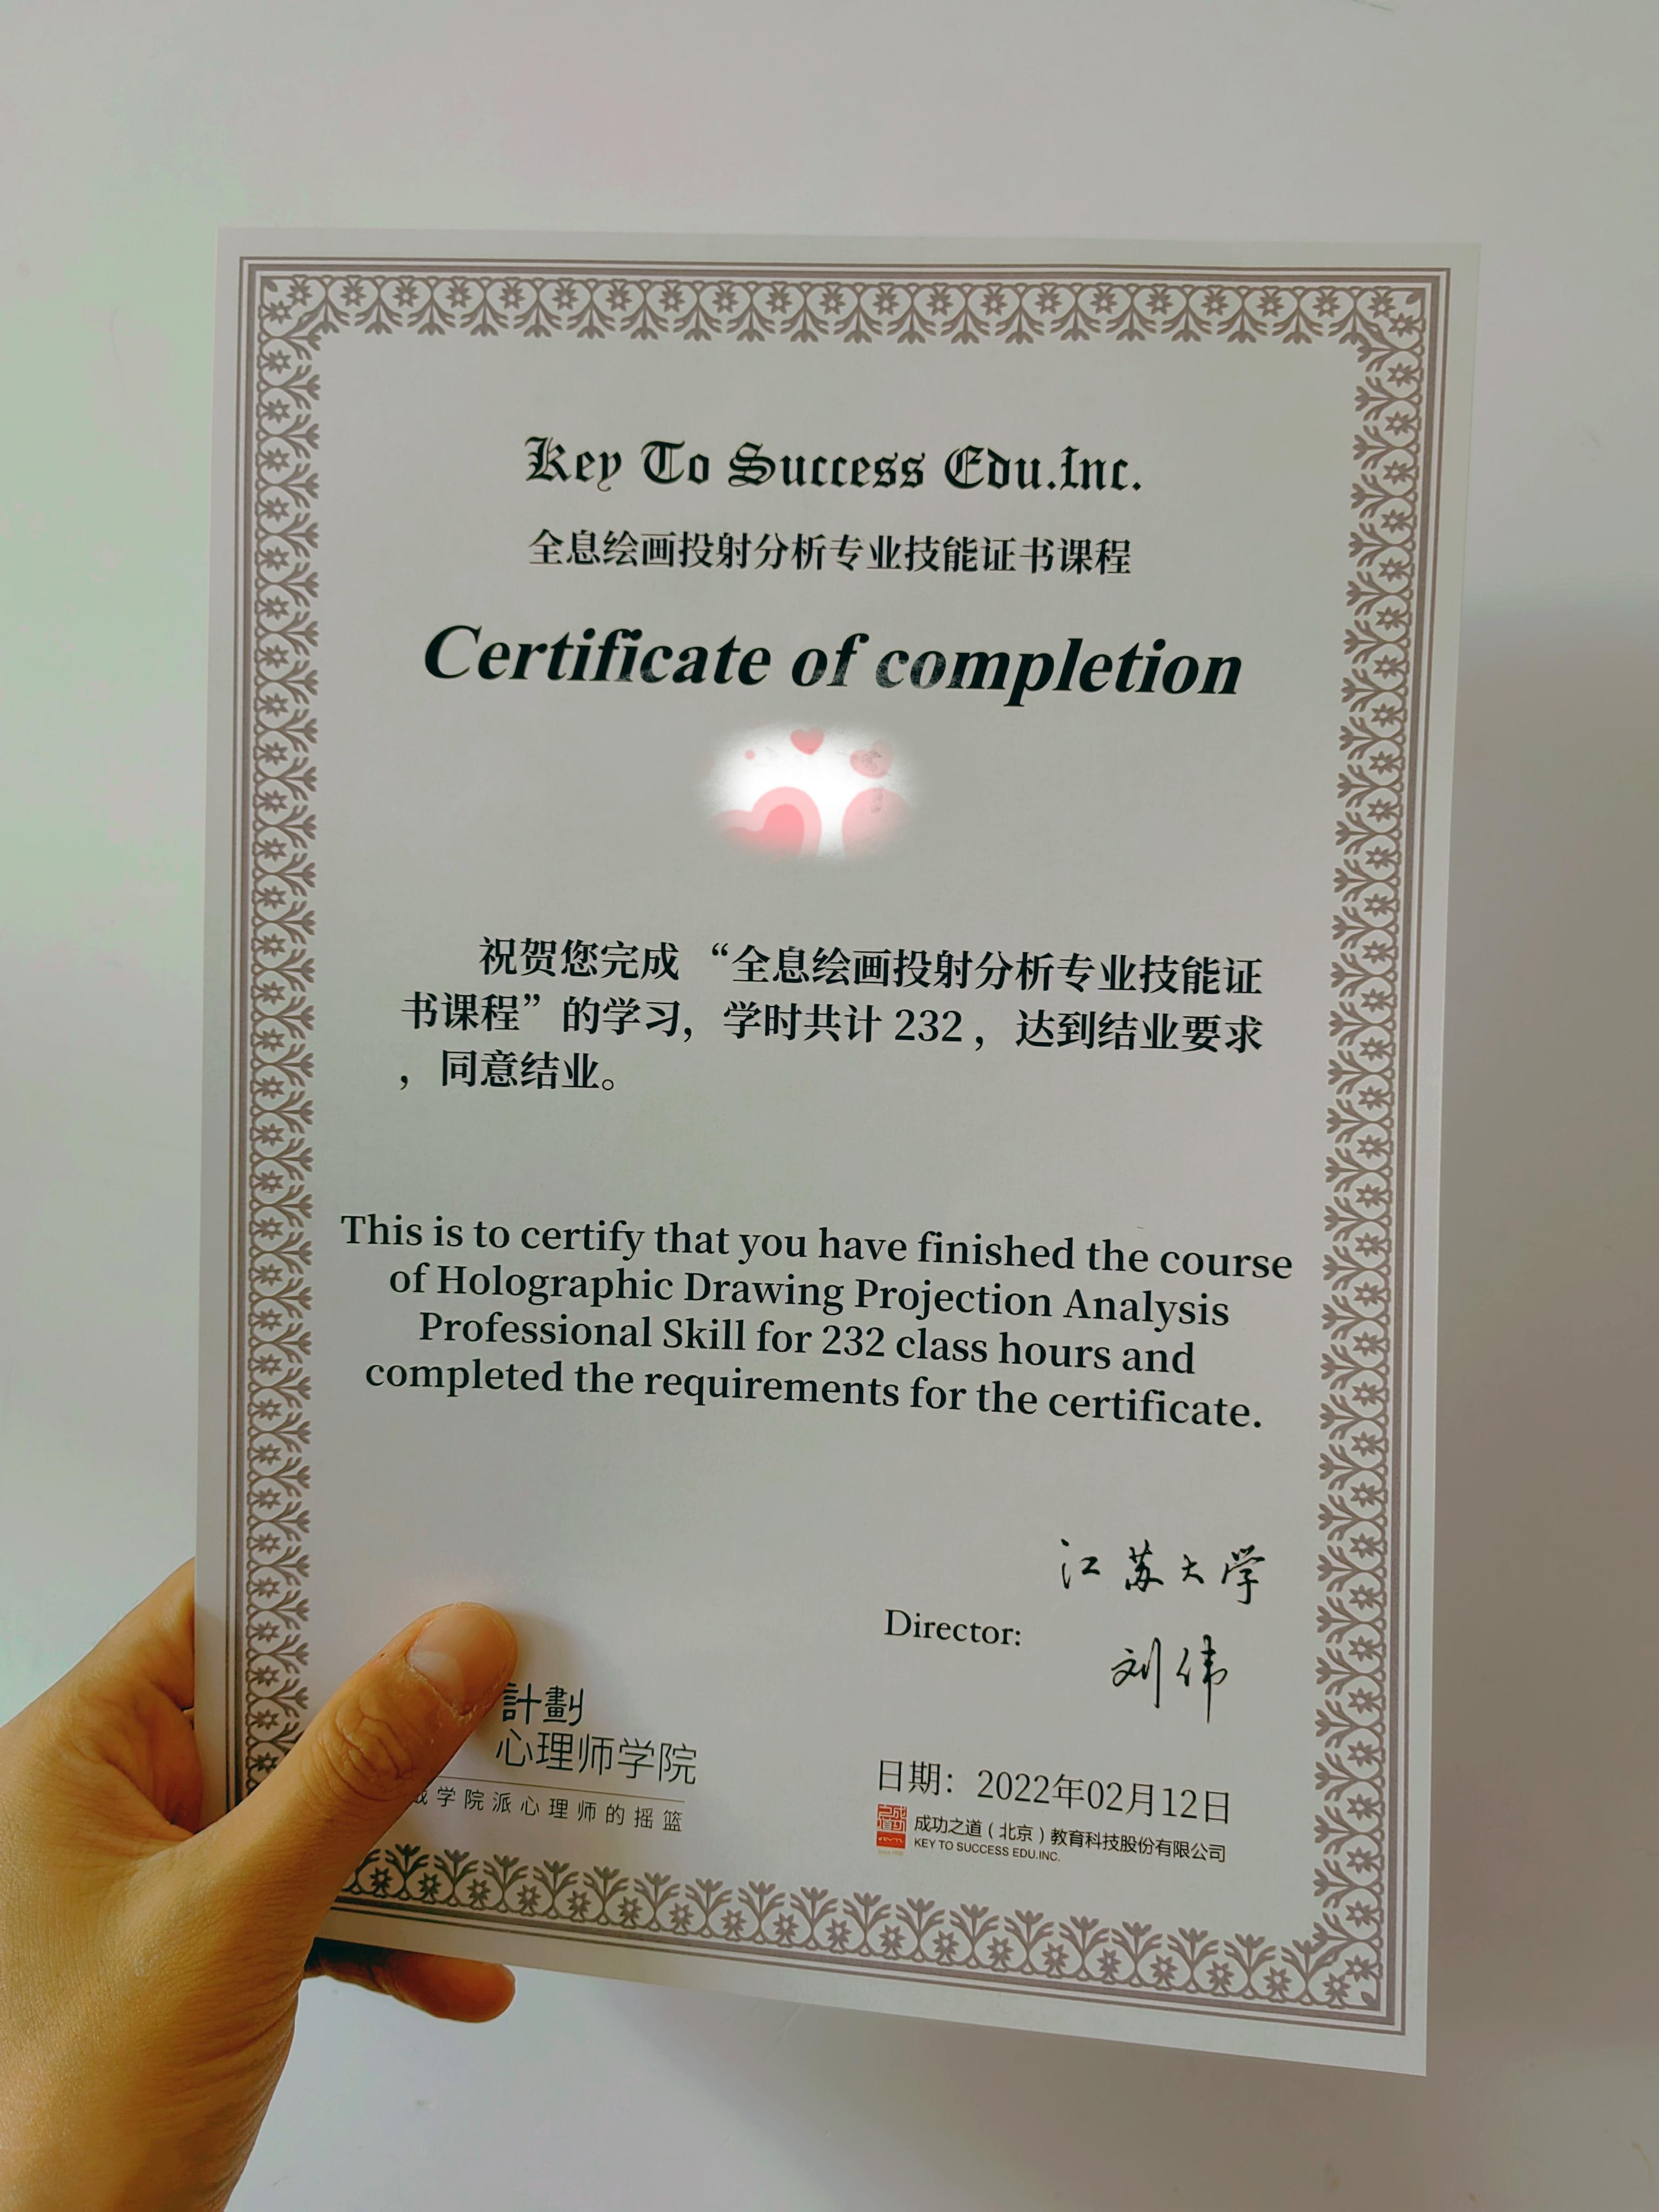 Key To Success Edu.Inc.
全息绘画投射分析专业技能证书课程
Certificate of completion
祝贺您完成 “全息绘画投射分析专业技能证
书课程”的学习，学时共计 232 ，达到结业要求
，同意结业。
This is to certify that you have finished the course
of Holographic Drawing Projection Analysis
Professional Skill for 232 class hours and
completed the requirements for the certificate.
江苏大学
Director:
刘伟
計劃
心理师学院
学院派心理师的摇篮
日期：2022年02月12日
成功之道（北京）教育科技股份有限公司
KEY TO SUCCESS EDU.INC.